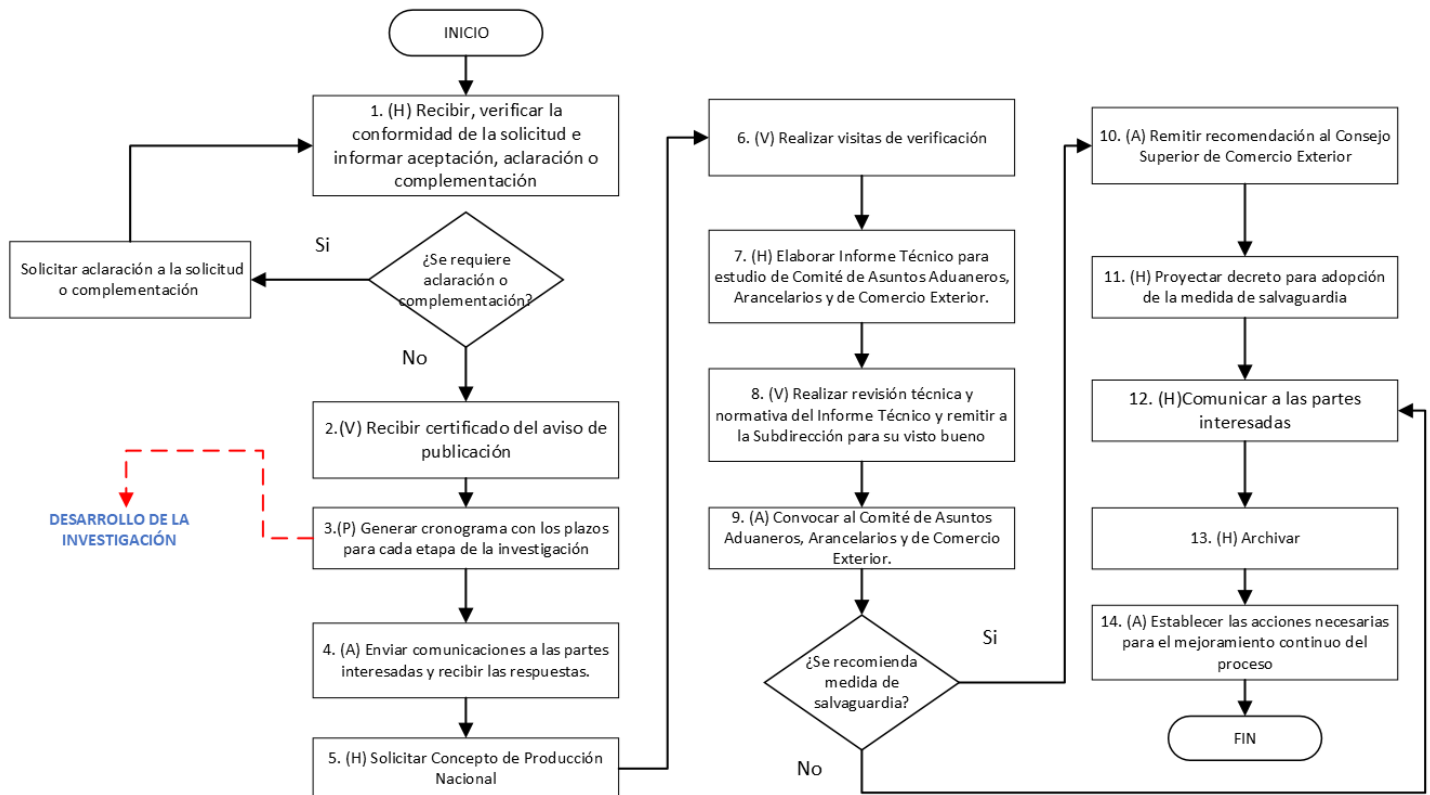 INICIO
1. (H) Recibir, verificar la
conformidad de la solicitud e
informar aceptación, aclaración o
complementación
Si
¿Se requiere
aclaración o
complementación?
Solicitar aclaración a la solicitud
o complementación
No
2.(V) Recibir certificado del aviso de
publicación
3.(P) Generar cronograma con los plazos
para cada etapa de la investigación
DESARROLLO DE LA
INVESTIGACIÓN
4. (A) Enviar comunicaciones a las partes
interesadas y recibir las respuestas.
5. (H) Solicitar Concepto de Producción
Nacional
6. (V) Realizar visitas de verificación
7. (H) Elaborar Informe Técnico para
estudio de Comité de Asuntos Aduaneros,
Arancelarios y de Comercio Exterior.
8. (V) Realizar revisión técnica y
normativa del Informe Técnico y remitir a
la Subdirección para su visto bueno
9. (A) Convocar al Comité de Asuntos
Aduaneros, Arancelarios y de Comercio
Exterior.
¿Se recomienda
medida de
salvaguardia?
Si
No
10. (A) Remitir recomendación al Consejo
Superior de Comercio Exterior
11. (H) Proyectar decreto para adopción
de la medida de salvaguardia
12. (H)Comunicar a las partes
interesadas
13. (H) Archivar
14. (A) Establecer las acciones necesarias
para el mejoramiento continuo del
proceso
FIN